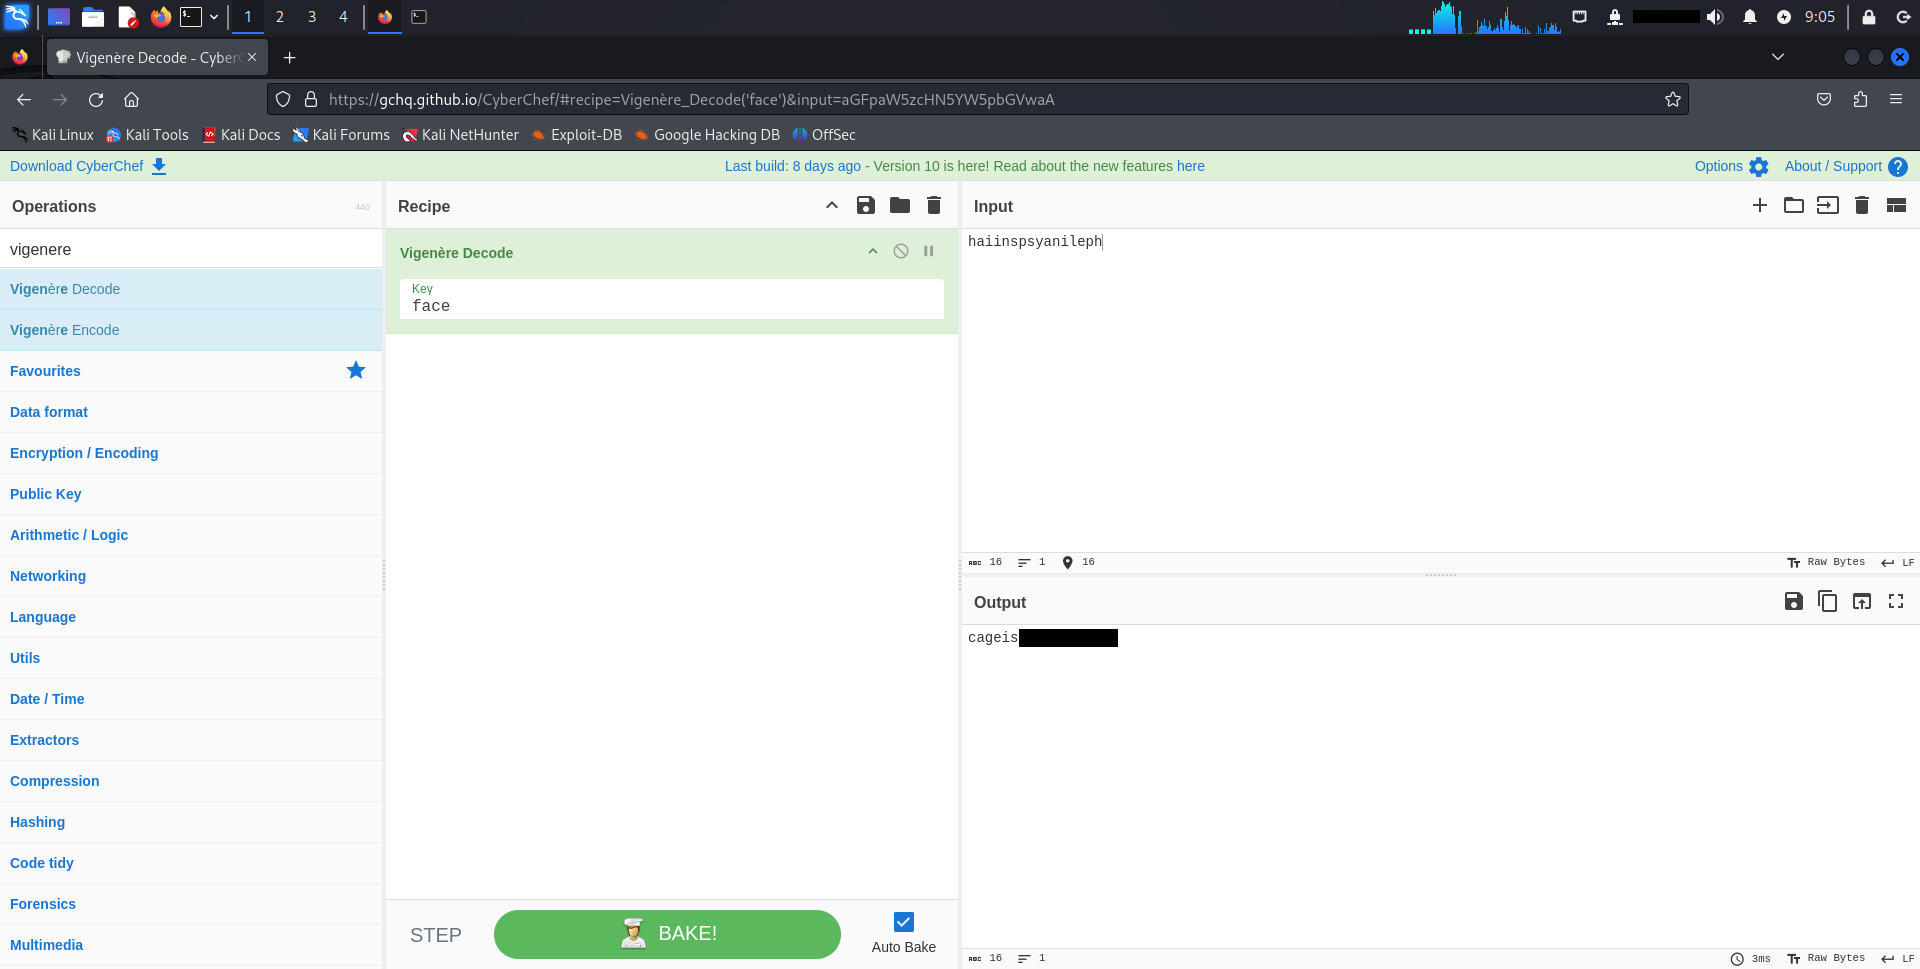 1 2 3 4 9:05
Vigenère Decode - Cyber
https://gchq.github.io/CyberChef/#recipe=Vigenère_Decode('face')&input=aGFpaW5zcHN5YW5pbGVwaA
Kali Linux Kali Tools Kali Docs Kali Forums Kali NetHunter Exploit-DB Google Hacking DB OffSec
Download CyberChef Last build: 8 days ago - Version 10 is here! Read about the new features here Options About / Support
Operations 440
vigenere
Vigenère Decode
Vigenère Encode
Favourites
Data format
Encryption / Encoding
Public Key
Arithmetic / Logic
Networking
Language
Utils
Date / Time
Extractors
Compression
Hashing
Code tidy
Forensics
Multimedia
Recipe
Vigenère Decode
Key
face
STEP BAKE! Auto Bake
Input
haiinspsyanileph
ABC 16 1 16 Raw Bytes LF
Output
cageis
ABC 16 1 3ms Raw Bytes LF